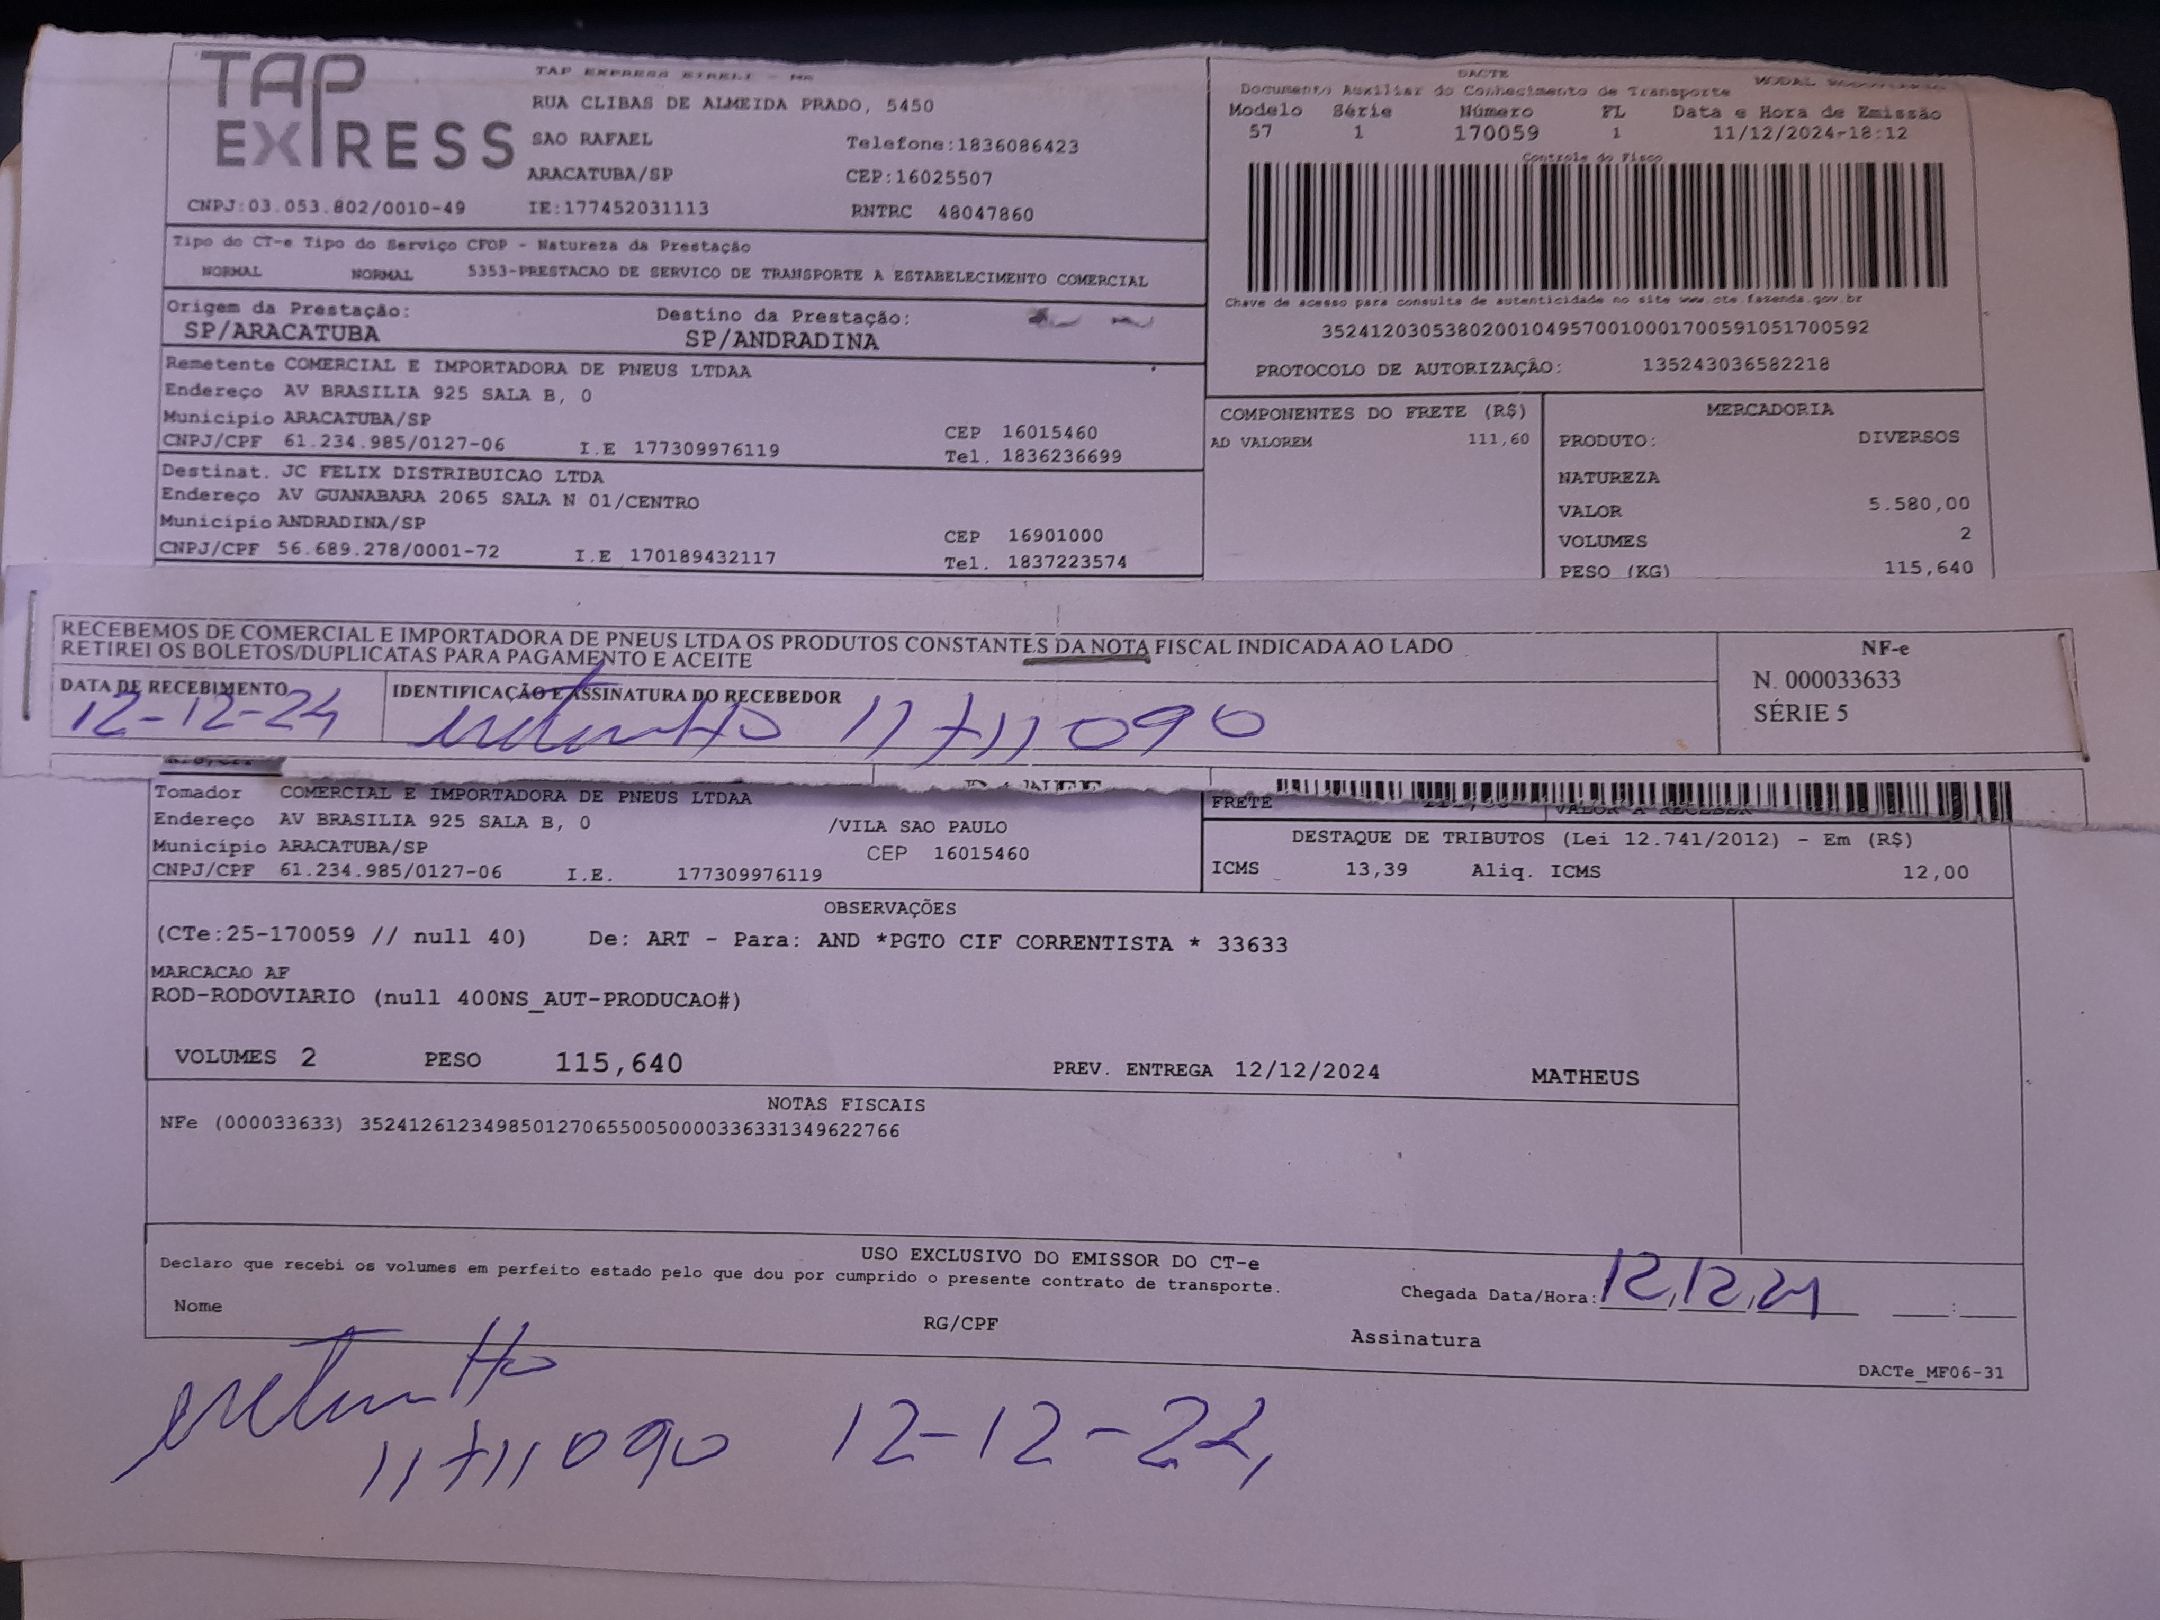 TAP EXPRESS
TAP EXPRESS EIRELI - ME
RUA CLIBAS DE ALMEIDA PRADO, 5450
SAO RAFAEL Telefone:1836086423
ARACATUBA/SP CEP:16025507
CNPJ:03.053.802/0010-49 IE:177452031113 RNTRC 48047860
DACTE
Documento Auxiliar do Conhecimento de Transporte
Modelo Série Número FL Data e Hora de Emissão
57 1 170059 1 11/12/2024-18:12
Controle do Fisco
Chave de acesso para consulta de autenticidade no site www.cte.fazenda.gov.br
35241203053802001049570010001700591051700592
PROTOCOLO DE AUTORIZAÇÃO: 135243036582218
Tipo do CT-e Tipo do Serviço CFOP - Natureza da Prestação
NORMAL NORMAL 5353-PRESTACAO DE SERVICO DE TRANSPORTE A ESTABELECIMENTO COMERCIAL
Origem da Prestação: Destino da Prestação:
SP/ARACATUBA SP/ANDRADINA
Remetente COMERCIAL E IMPORTADORA DE PNEUS LTDAA
Endereço AV BRASILIA 925 SALA B, 0
Município ARACATUBA/SP CEP 16015460
CNPJ/CPF 61.234.985/0127-06 I.E 177309976119 Tel. 1836236699
Destinat. JC FELIX DISTRIBUICAO LTDA
Endereço AV GUANABARA 2065 SALA N 01/CENTRO
Município ANDRADINA/SP CEP 16901000
CNPJ/CPF 56.689.278/0001-72 I.E 170189432117 Tel. 1837223574
COMPONENTES DO FRETE (R$)
AD VALOREM 111,60
MERCADORIA
PRODUTO: DIVERSOS
NATUREZA
VALOR 5.580,00
VOLUMES 2
PESO (KG) 115,640
RECEBEMOS DE COMERCIAL E IMPORTADORA DE PNEUS LTDA OS PRODUTOS CONSTANTES DA NOTA FISCAL INDICADA AO LADO
RETIREI OS BOLETOS/DUPLICATAS PARA PAGAMENTO E ACEITE
DATA DE RECEBIMENTO IDENTIFICAÇÃO E ASSINATURA DO RECEBEDOR
12-12-24 11711090
NF-e
N. 000033633
SÉRIE 5
Tomador COMERCIAL E IMPORTADORA DE PNEUS LTDAA
Endereço AV BRASILIA 925 SALA B, 0 /VILA SAO PAULO
Município ARACATUBA/SP CEP 16015460
CNPJ/CPF 61.234.985/0127-06 I.E. 177309976119
FRETE VALOR A RECEBER
DESTAQUE DE TRIBUTOS (Lei 12.741/2012) - Em (R$)
ICMS 13,39 Aliq. ICMS 12,00
OBSERVAÇÕES
(CTe:25-170059 // null 40) De: ART - Para: AND *PGTO CIF CORRENTISTA * 33633
MARCACAO AF
ROD-RODOVIARIO (null 400NS_AUT-PRODUCAO#)
VOLUMES 2 PESO 115,640 PREV. ENTREGA 12/12/2024 MATHEUS
NOTAS FISCAIS
NFe (000033633) 35241261234985012706550050000336331349622766
USO EXCLUSIVO DO EMISSOR DO CT-e
Declaro que recebi os volumes em perfeito estado pelo que dou por cumprido o presente contrato de transporte.
Chegada Data/Hora: 12,12,24 :
Nome RG/CPF Assinatura
DACTe_MF06-31
11711090 12-12-24,